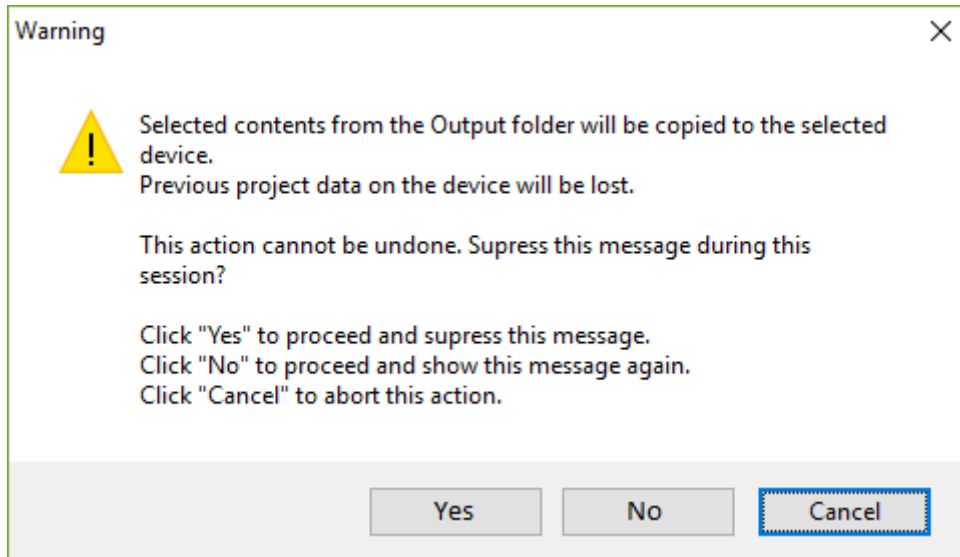 Warning
Selected contents from the Output folder will be copied to the selected
device.
Previous project data on the device will be lost.
This action cannot be undone. Supress this message during this
session?
Click "Yes" to proceed and supress this message.
Click "No" to proceed and show this message again.
Click "Cancel" to abort this action.
Yes No Cancel